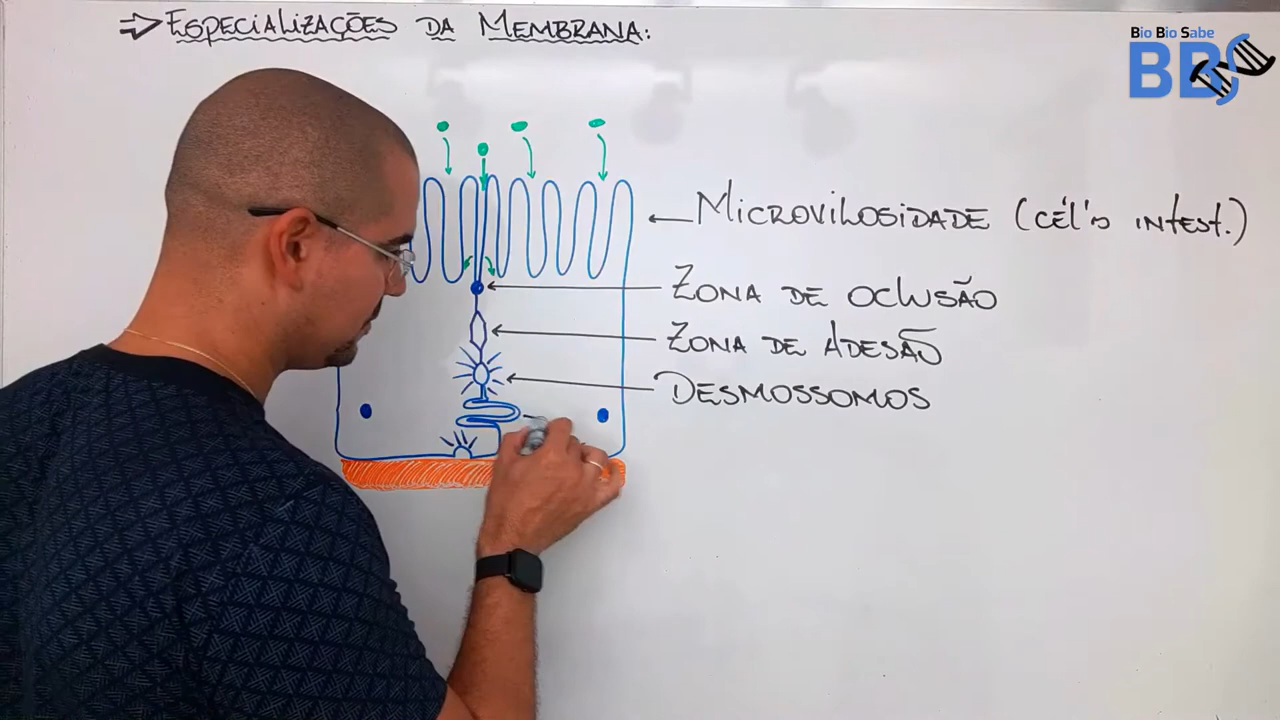 ⇒ ESPECIALIZAÇÕES DA MEMBRANA:
Bio Bio Sabe
BBS
MICROVILOSIDADE (CÉL'S INTEST.)
ZONA DE OCLUSÃO
ZONA DE ADESÃO
DESMOSSOMOS